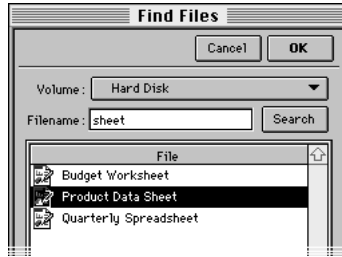 Find Files
Cancel OK
Volume: Hard Disk
Filename: sheet Search
File
Budget Worksheet
Product Data Sheet
Quarterly Spreadsheet